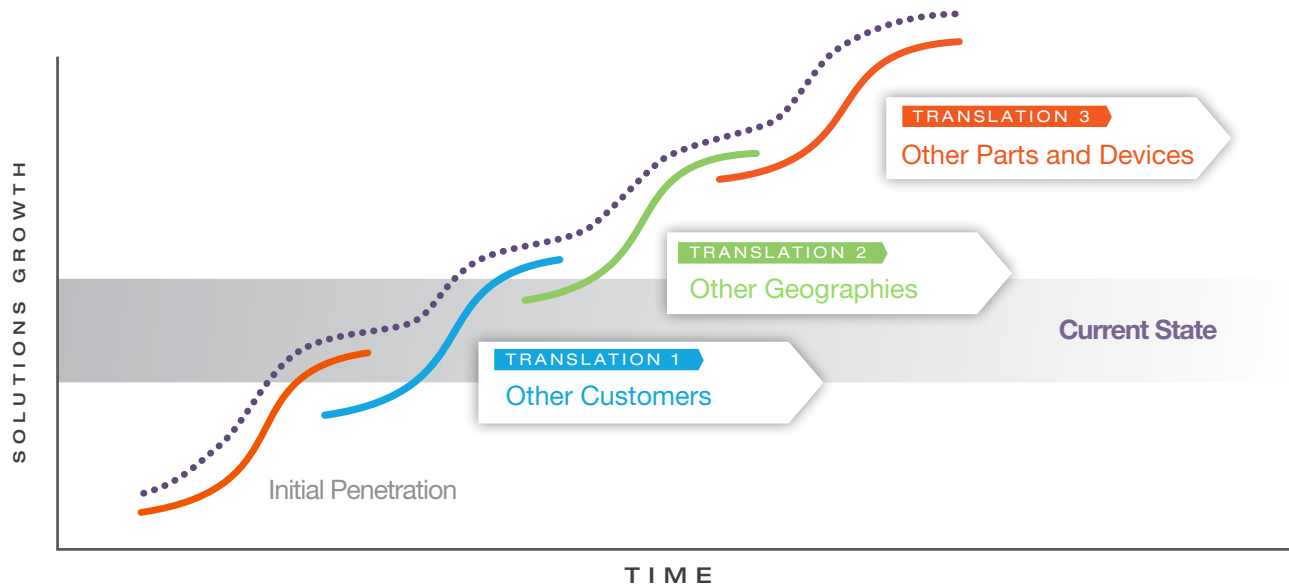 TRANSLATION 3
Other Parts and Devices
TRANSLATION 2
Other Geographies
Current State
TRANSLATION 1
Other Customers
Initial Penetration
SOLUTIONS GROWTH
TIME